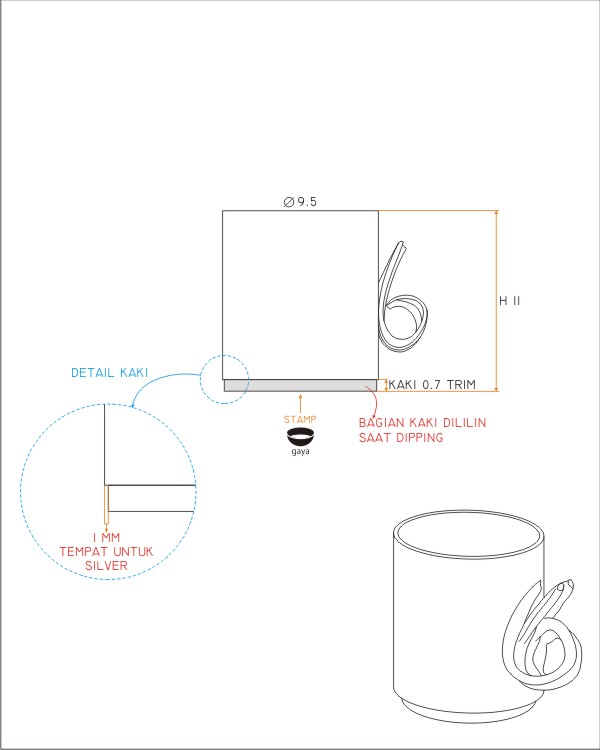 Ø 9.5
H 11
DETAIL KAKI
KAKI 0.7 TRIM
STAMP
gaya
BAGIAN KAKI DILILIN
SAAT DIPPING
1 MM
TEMPAT UNTUK
SILVER